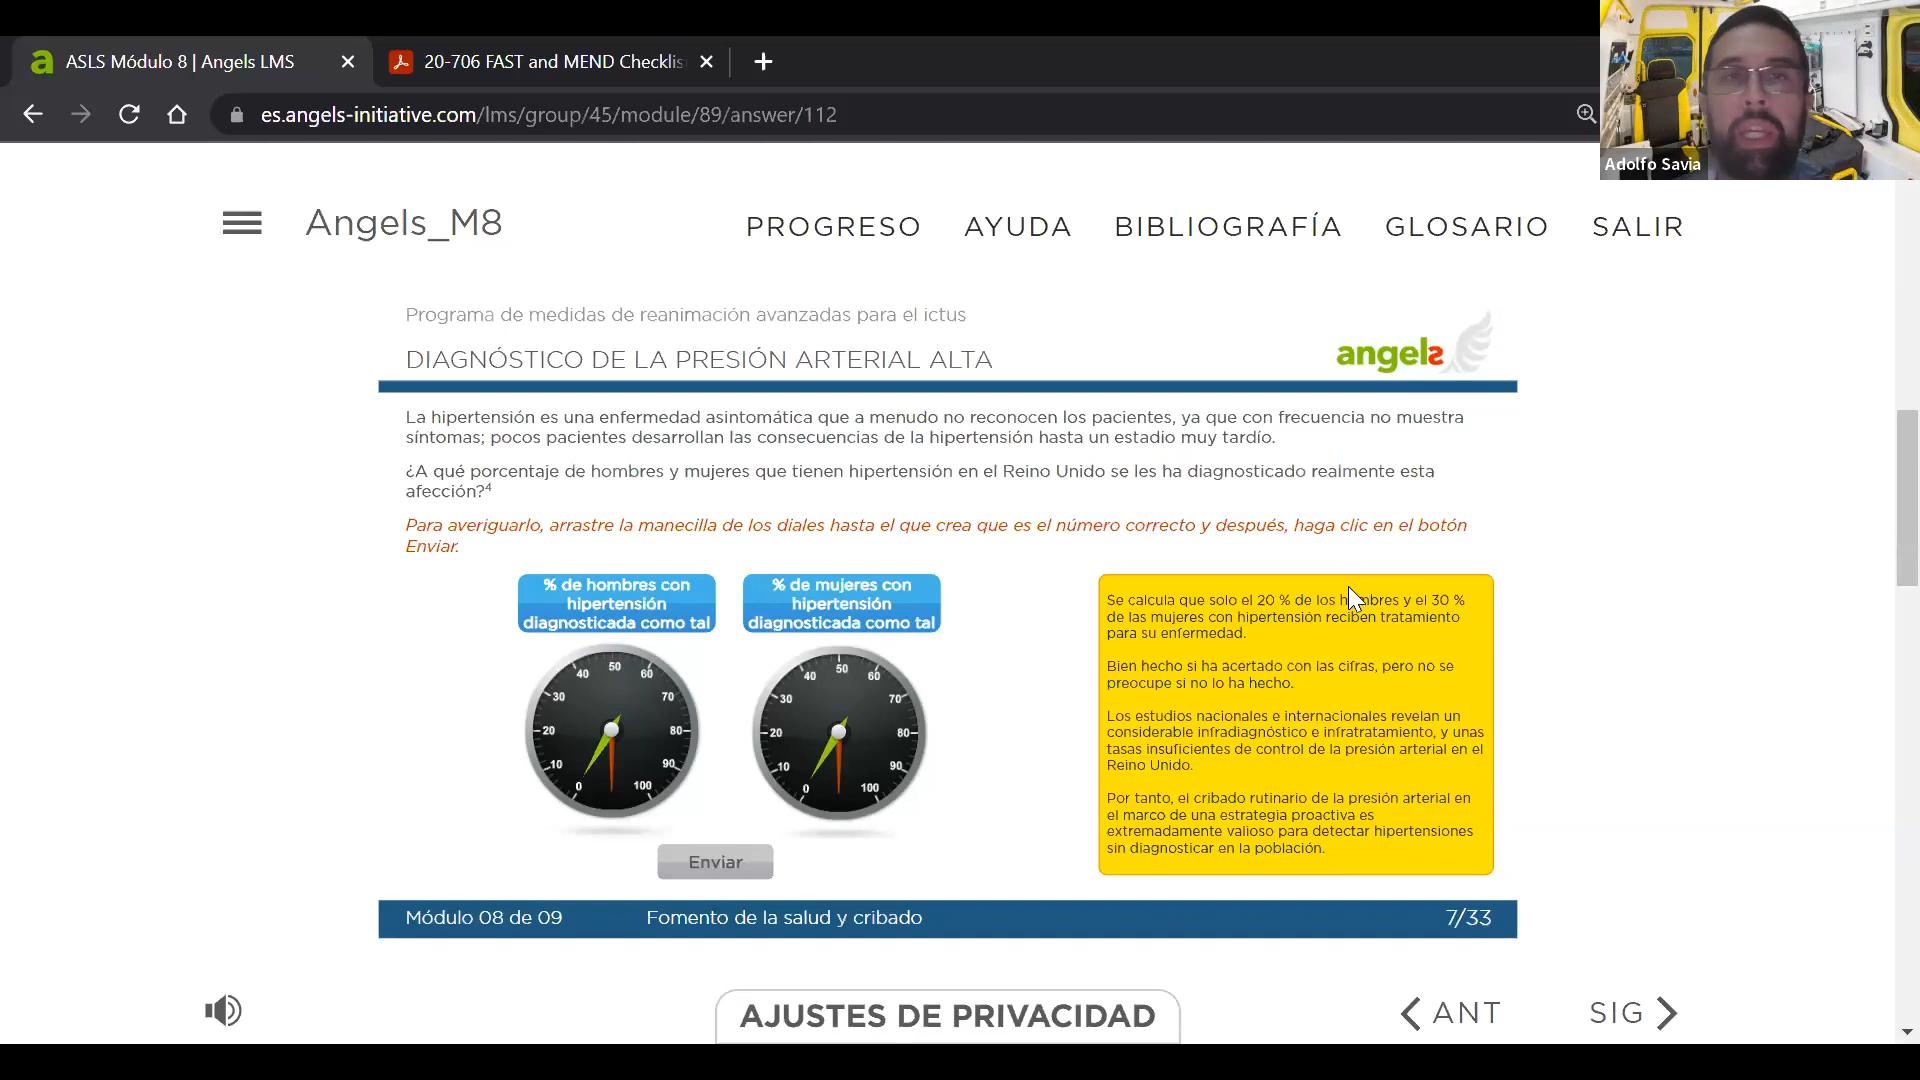 ASLS Módulo 8 | Angels LMS
20-706 FAST and MEND Checklis
es.angels-initiative.com/lms/group/45/module/89/answer/112
Adolfo Savia
Angels_M8
PROGRESO
AYUDA
BIBLIOGRAFÍA
GLOSARIO
SALIR
Programa de medidas de reanimación avanzadas para el ictus
DIAGNÓSTICO DE LA PRESIÓN ARTERIAL ALTA
angels
La hipertensión es una enfermedad asintomática que a menudo no reconocen los pacientes, ya que con frecuencia no muestra
síntomas; pocos pacientes desarrollan las consecuencias de la hipertensión hasta un estadio muy tardío.
¿A qué porcentaje de hombres y mujeres que tienen hipertensión en el Reino Unido se les ha diagnosticado realmente esta
afección?⁴
Para averiguarlo, arrastre la manecilla de los diales hasta el que crea que es el número correcto y después, haga clic en el botón
Enviar.
% de hombres con
hipertensión
diagnosticada como tal
0 10 20 30 40 50 60 70 80 90 100
% de mujeres con
hipertensión
diagnosticada como tal
0 10 20 30 40 50 60 70 80 90 100
Enviar
Se calcula que solo el 20 % de los hombres y el 30 %
de las mujeres con hipertensión reciben tratamiento
para su enfermedad.
Bien hecho si ha acertado con las cifras, pero no se
preocupe si no lo ha hecho.
Los estudios nacionales e internacionales revelan un
considerable infradiagnóstico e infratratamiento, y unas
tasas insuficientes de control de la presión arterial en el
Reino Unido.
Por tanto, el cribado rutinario de la presión arterial en
el marco de una estrategia proactiva es
extremadamente valioso para detectar hipertensiones
sin diagnosticar en la población.
Módulo 08 de 09
Fomento de la salud y cribado
7/33
AJUSTES DE PRIVACIDAD
ANT
SIG